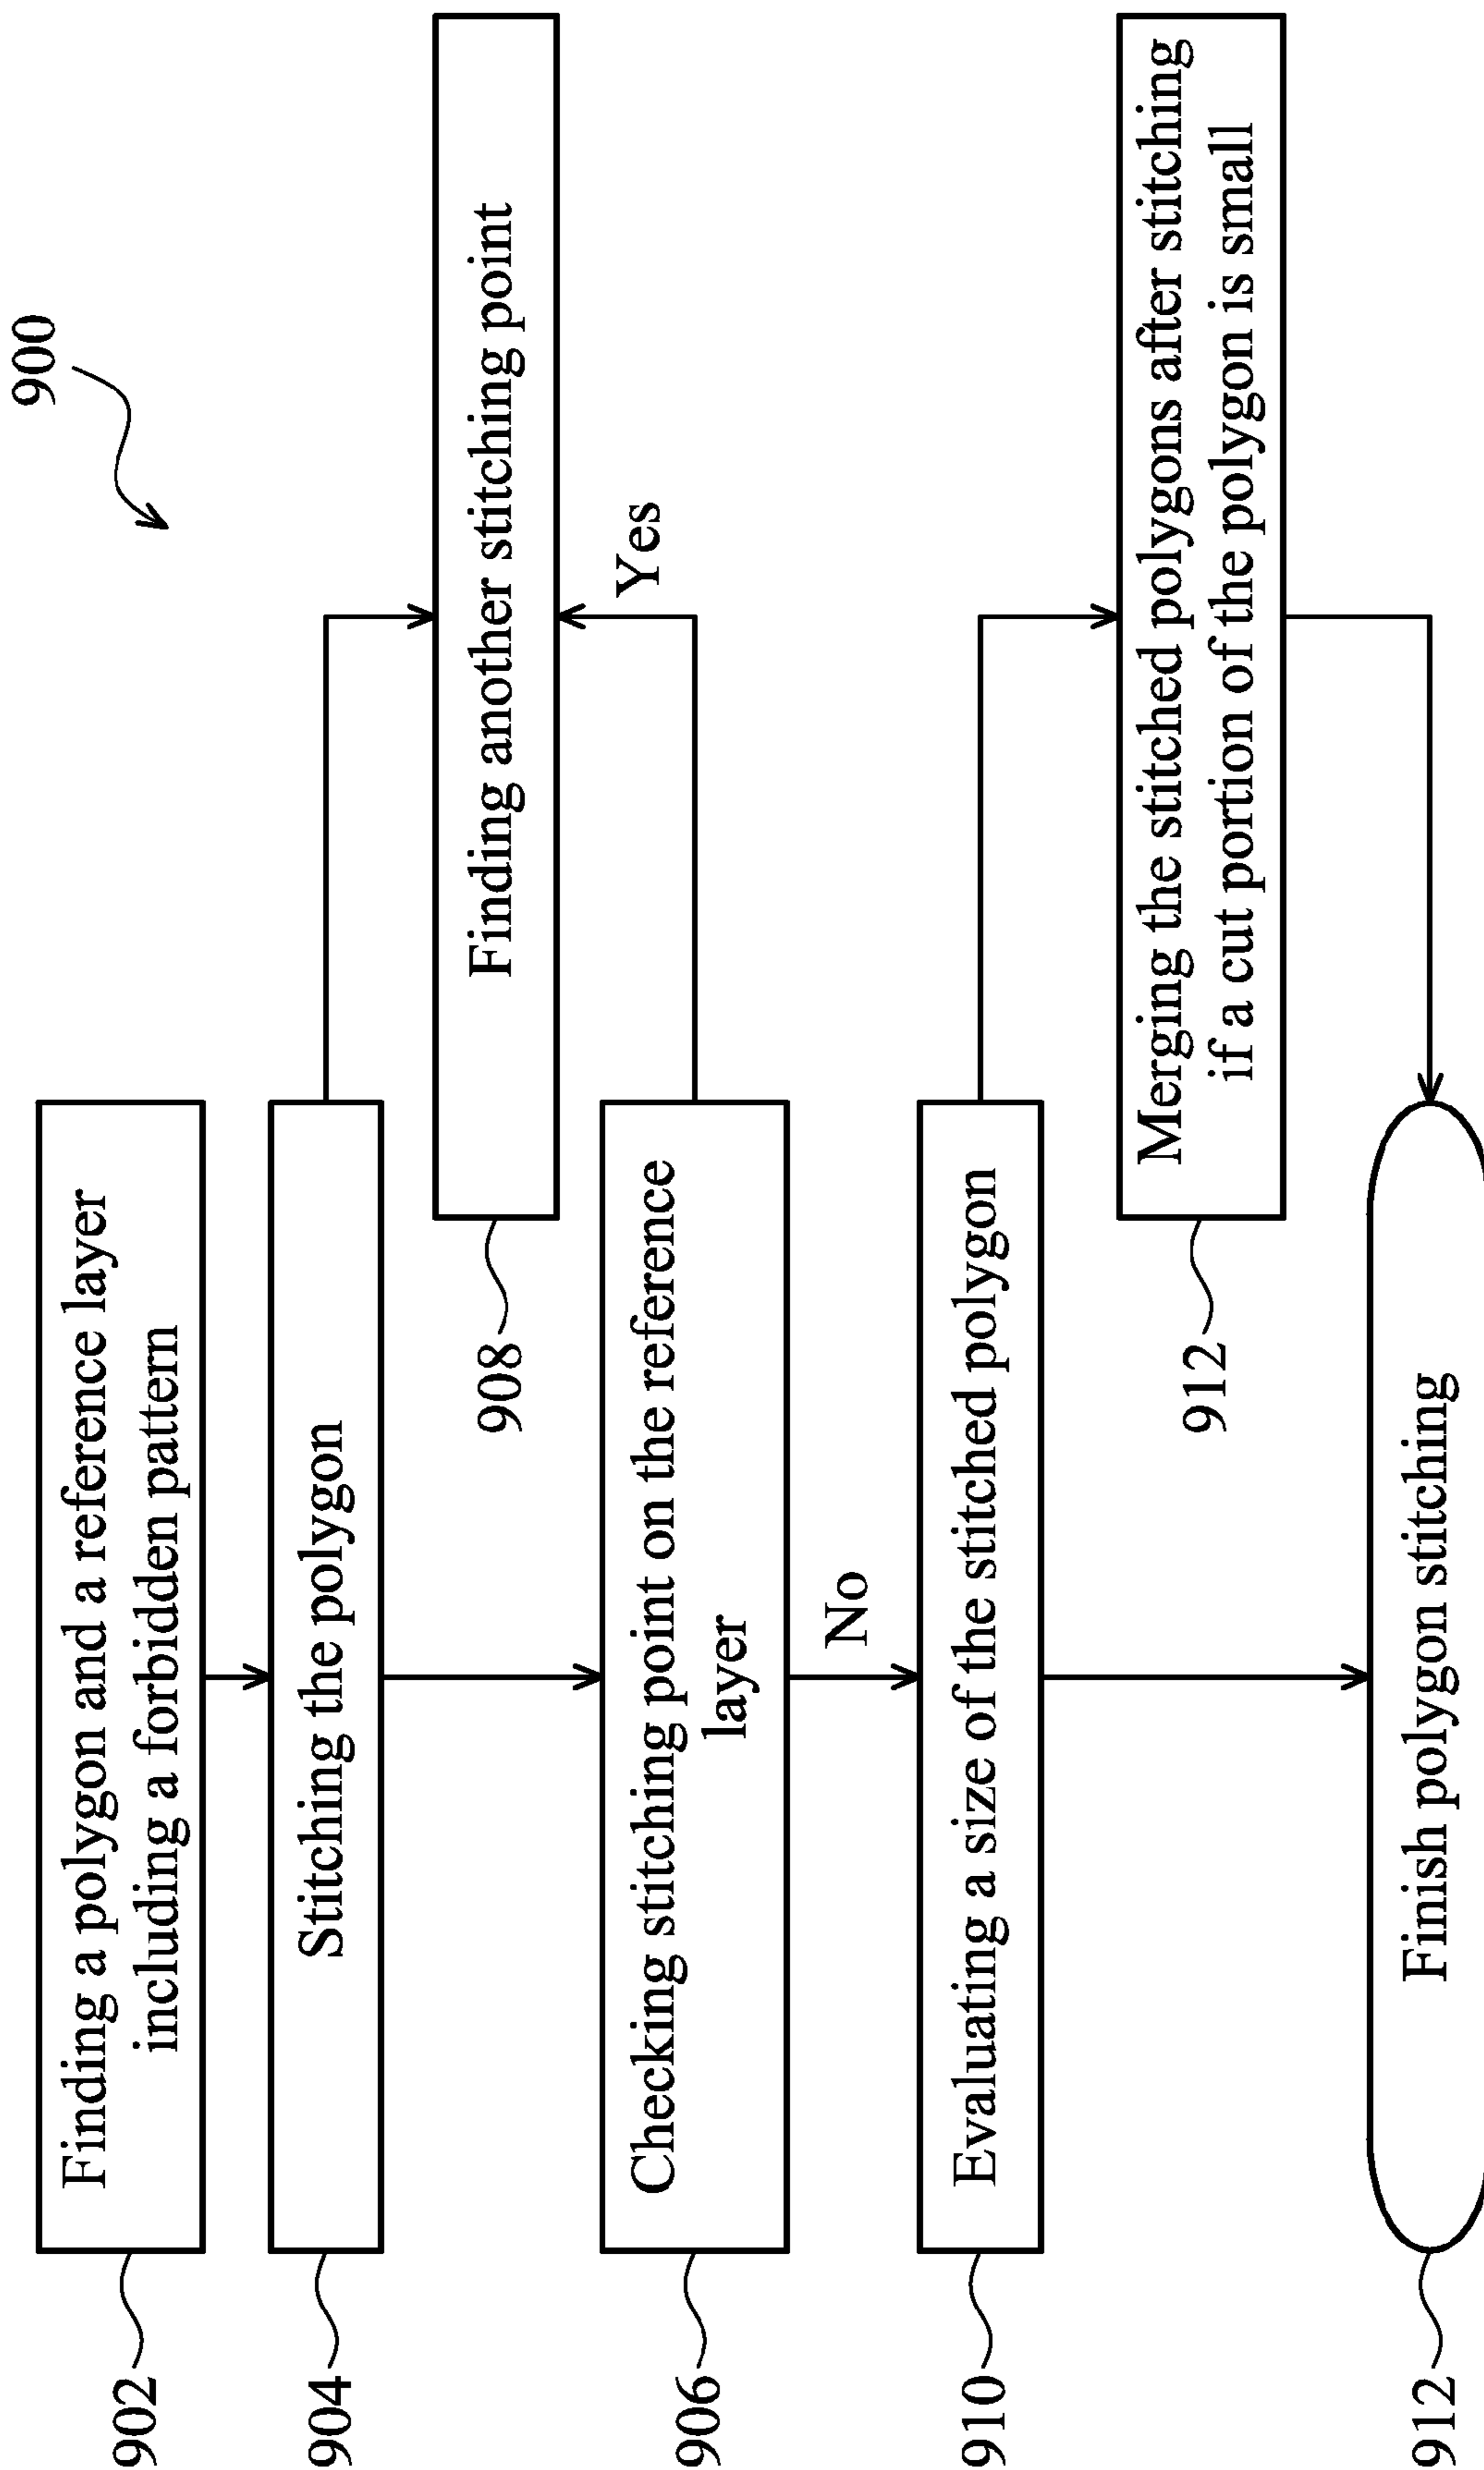 900
902
Finding a polygon and a reference layer
including a forbidden pattern
904
Stitching the polygon
908
Finding another stitching point
Yes
906
Checking stitching point on the reference
layer
No
910
Evaluating a size of the stitched polygon
912
Merging the stitched polygons after stitching
if a cut portion of the polygon is small
912
Finish polygon stitching